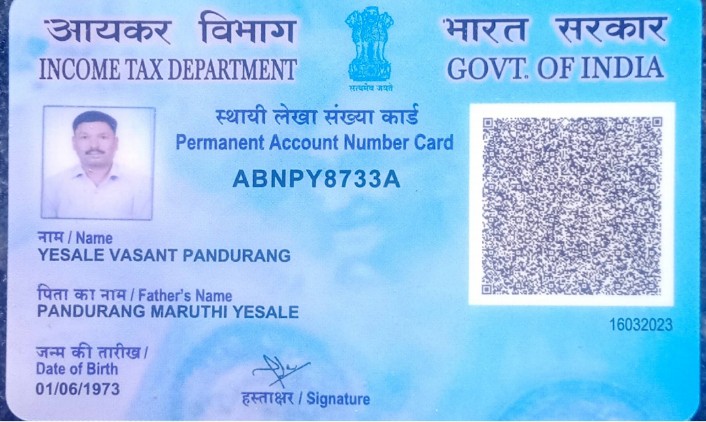 आयकर विभाग
INCOME TAX DEPARTMENT
सत्यमेव जयते
भारत सरकार
GOVT. OF INDIA
स्थायी लेखा संख्या कार्ड
Permanent Account Number Card
ABNPY8733A
नाम / Name
YESALE VASANT PANDURANG
पिता का नाम / Father's Name
PANDURANG MARUTHI YESALE
16032023
जन्म की तारीख /
Date of Birth
01/06/1973
हस्ताक्षर / Signature